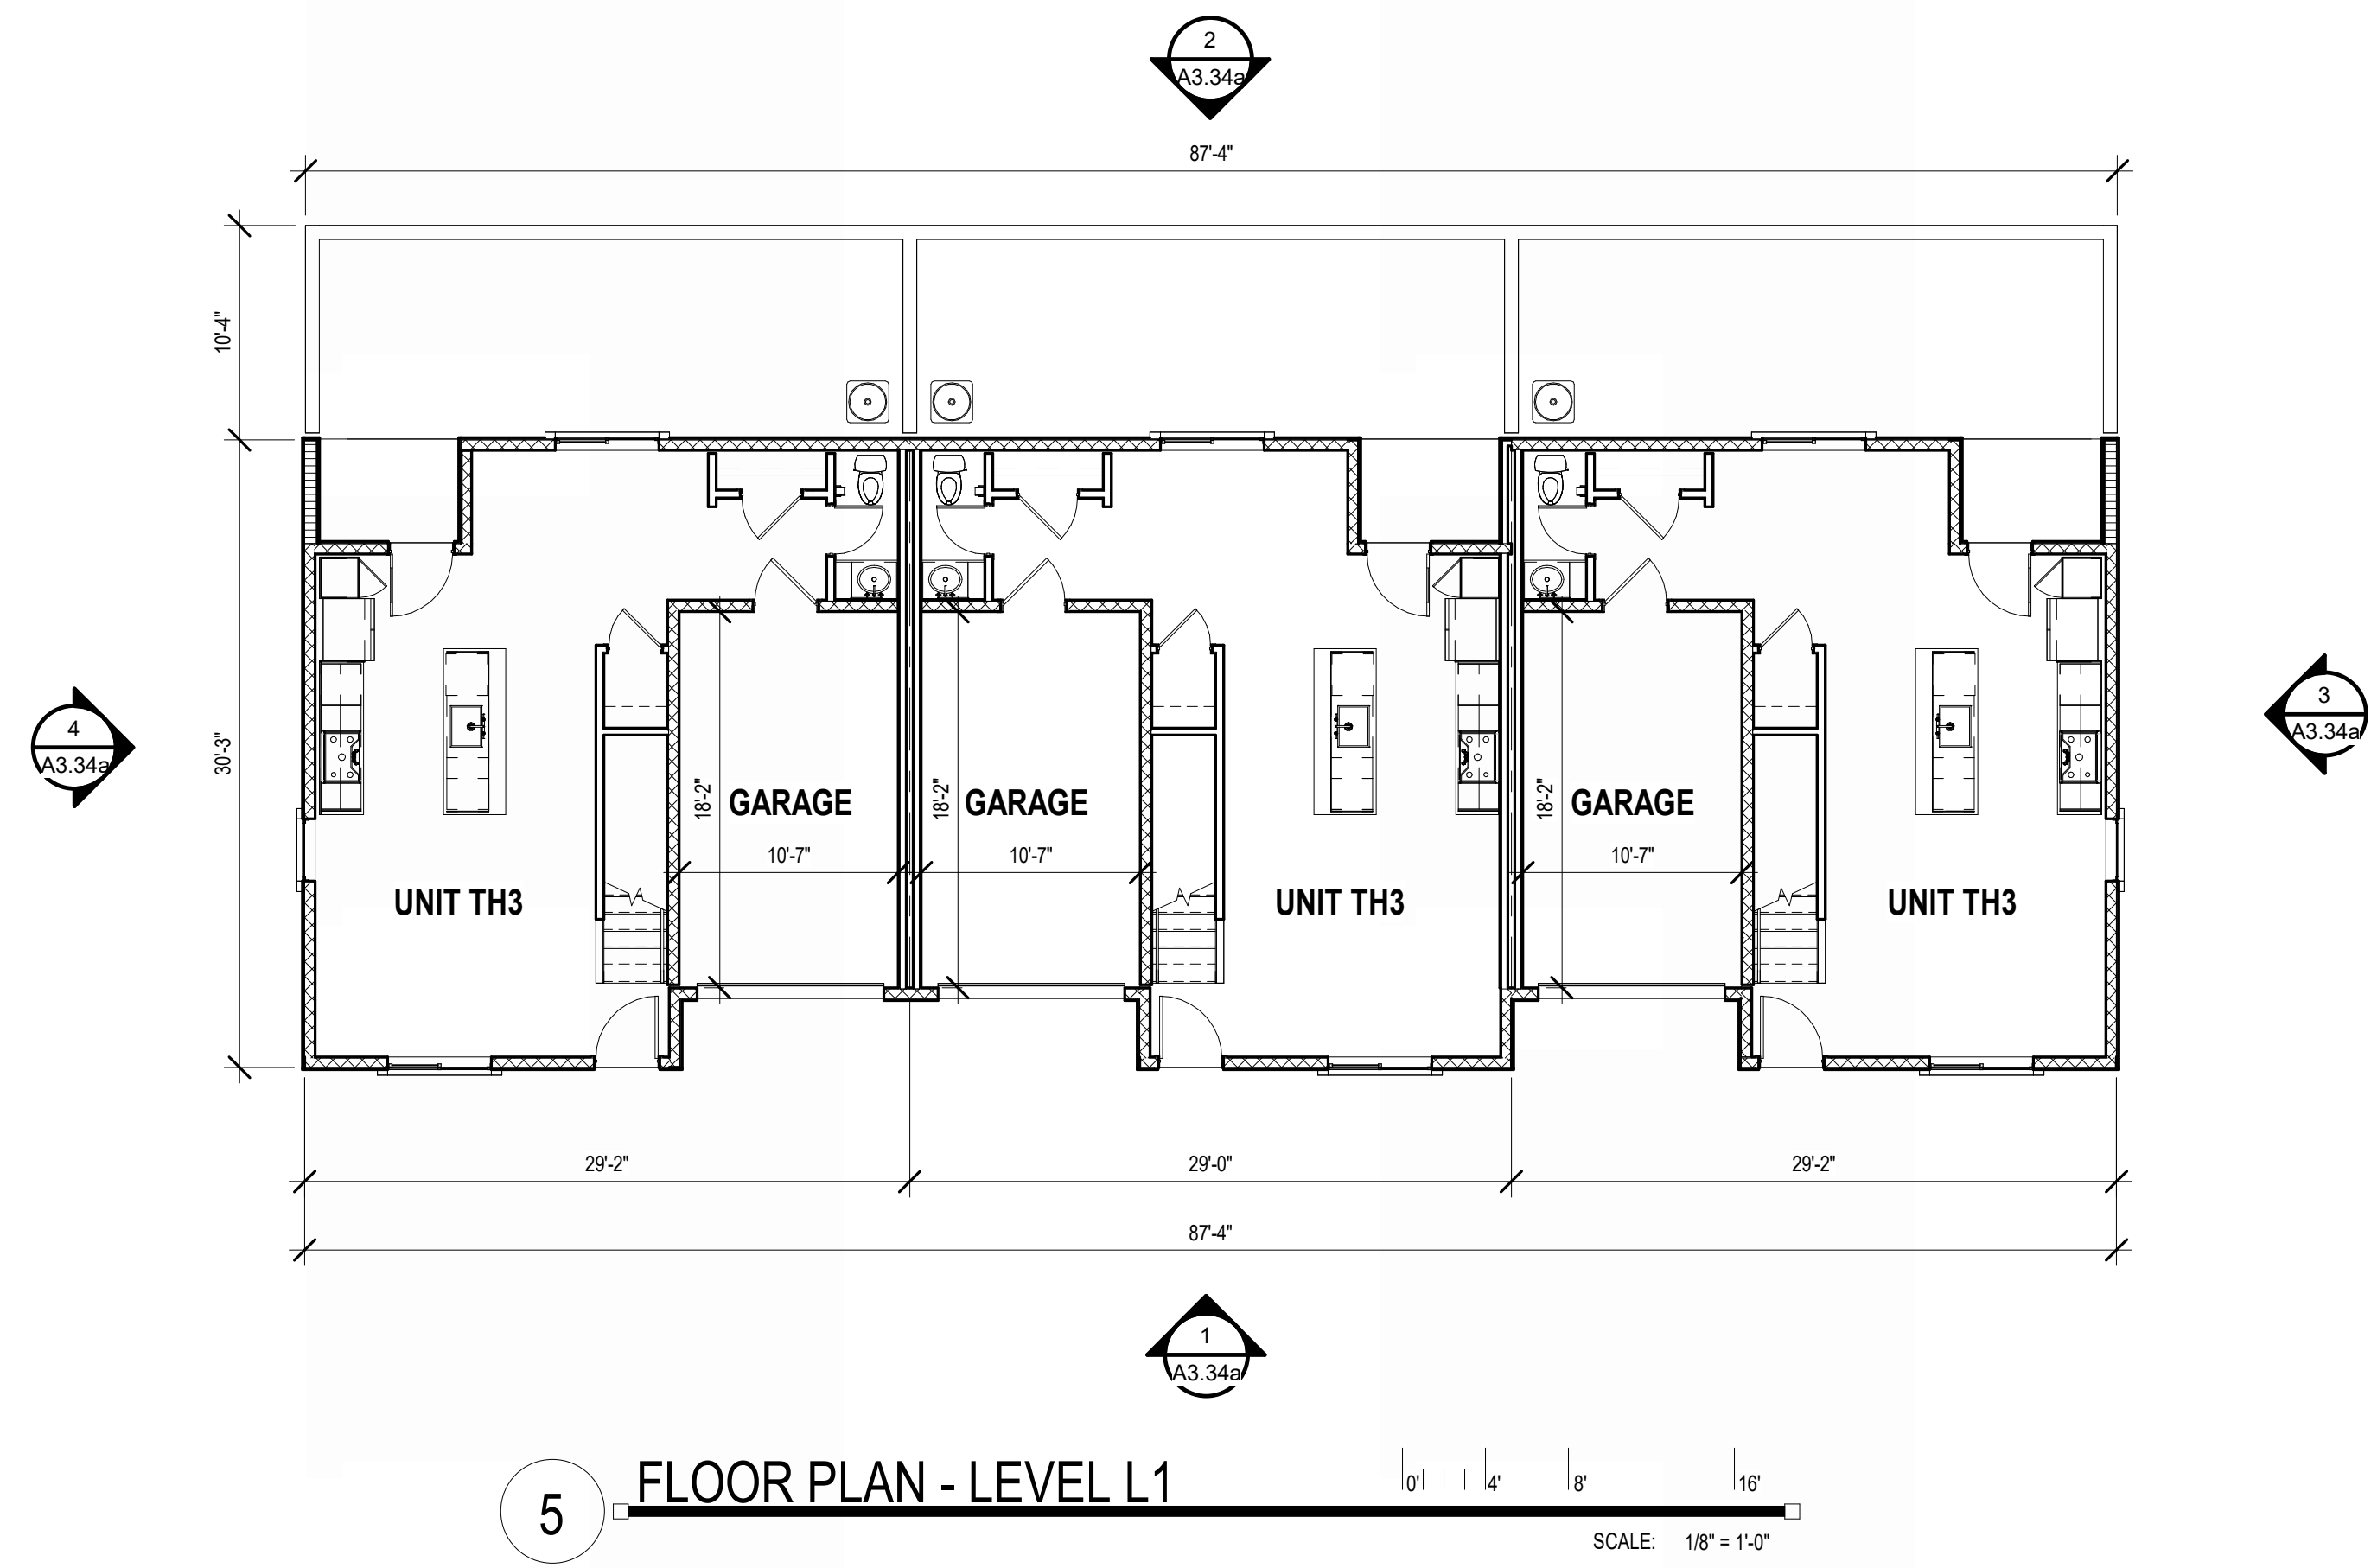 2
A3.34a
87'-4"
10'-4"
30'-3"
4
A3.34a
3
A3.34a
18'-2"
GARAGE
18'-2"
GARAGE
18'-2"
GARAGE
10'-7"
10'-7"
10'-7"
UNIT TH3
UNIT TH3
UNIT TH3
29'-2"
29'-0"
29'-2"
87'-4"
1
A3.34a
5
FLOOR PLAN - LEVEL L1
0'
4'
8'
16'
SCALE: 1/8" = 1'-0"